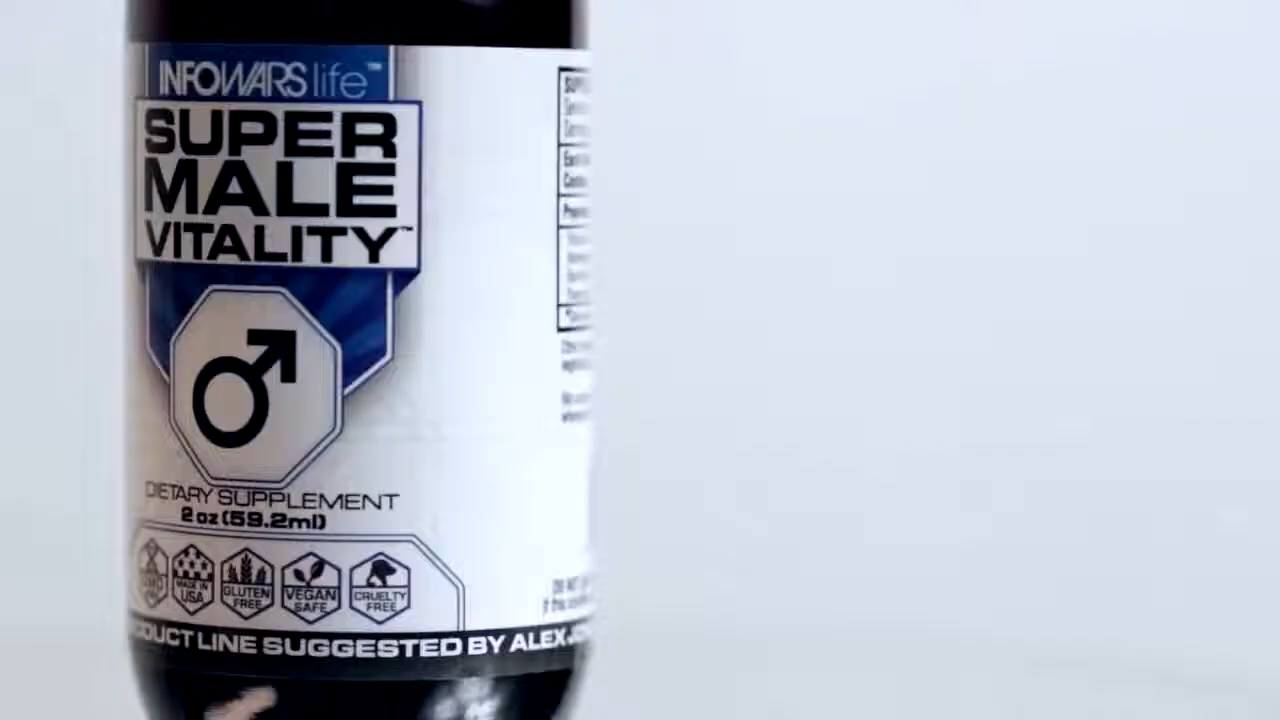 INFOWARS life™
SUPER
MALE
VITALITY™
DIETARY SUPPLEMENT
2 oz (59.2ml)
GMO
MADE IN
USA
GLUTEN
FREE
VEGAN
SAFE
CRUELTY
FREE
LINE SUGGESTED BY ALEX